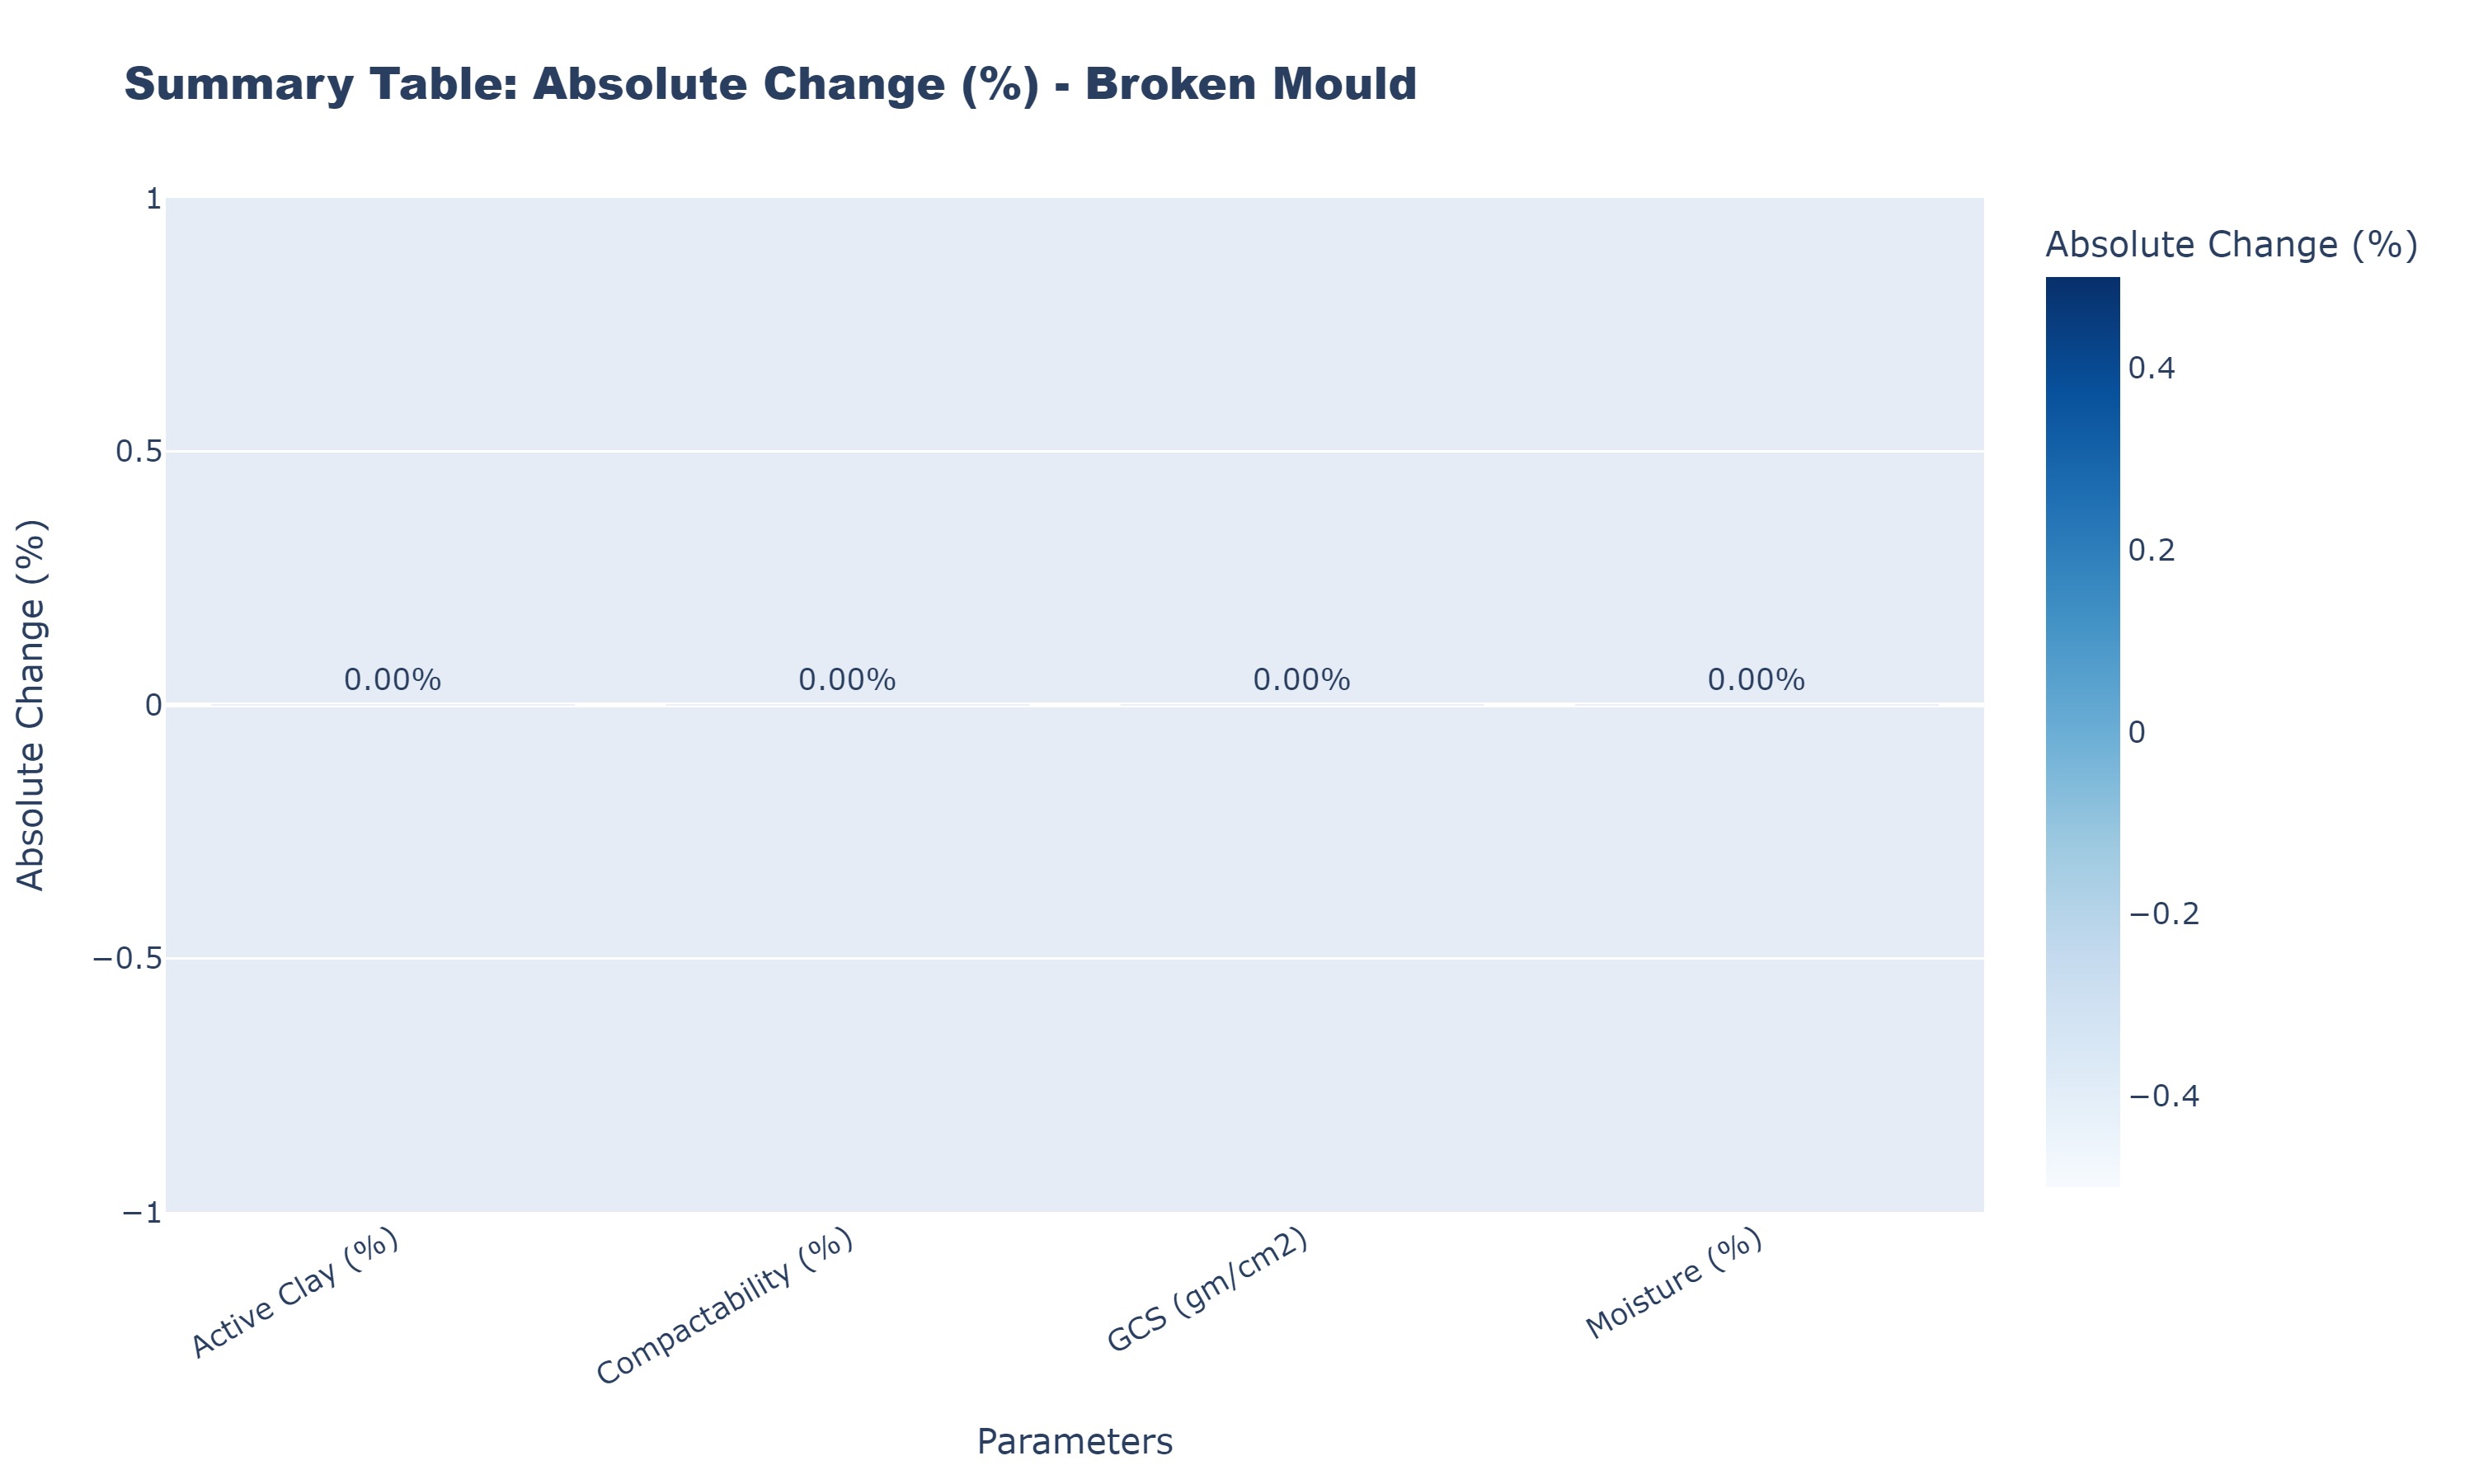 Summary Table: Absolute Change (%) - Broken Mould
Absolute Change (%)
1
0.5
0
−0.5
−1
0.00%
0.00%
0.00%
0.00%
Active Clay (%)
Compactability (%)
GCS (gm/cm2)
Moisture (%)
Parameters
Absolute Change (%)
0.4
0.2
0
−0.2
−0.4